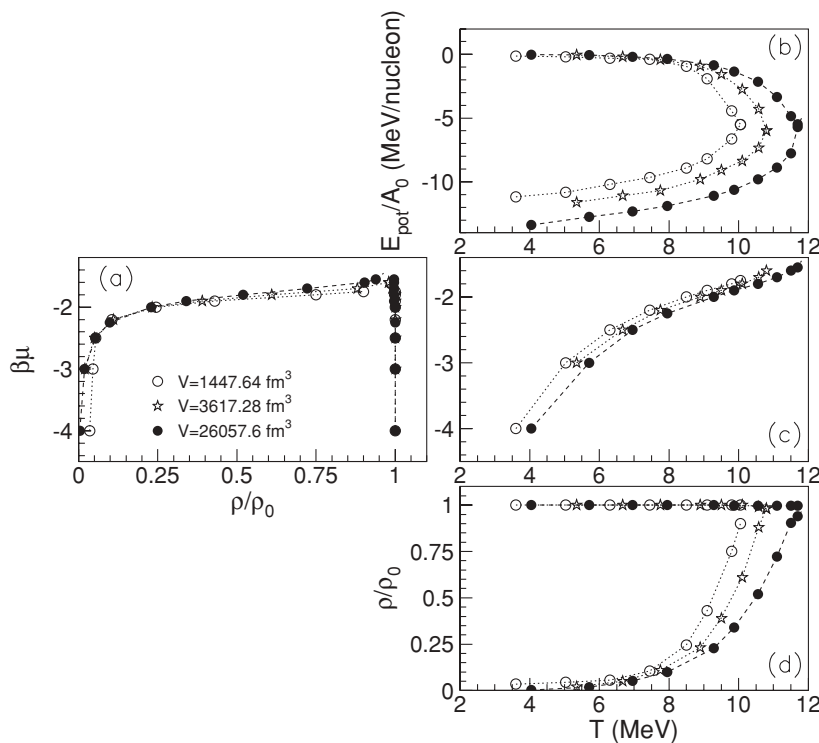 (b)
0
-5
-10
E_pot/A_0 (MeV/nucleon)
2 4 6 8 10 12
(a)
-2
-3
-4
βμ
V=1447.64 fm³
V=3617.28 fm³
V=26057.6 fm³
0 0.25 0.5 0.75 1
ρ/ρ_0
-2
-3
-4
(c)
2 4 6 8 10 12
1
0.75
0.5
0.25
0
ρ/ρ_0
(d)
2 4 6 8 10 12
T (MeV)